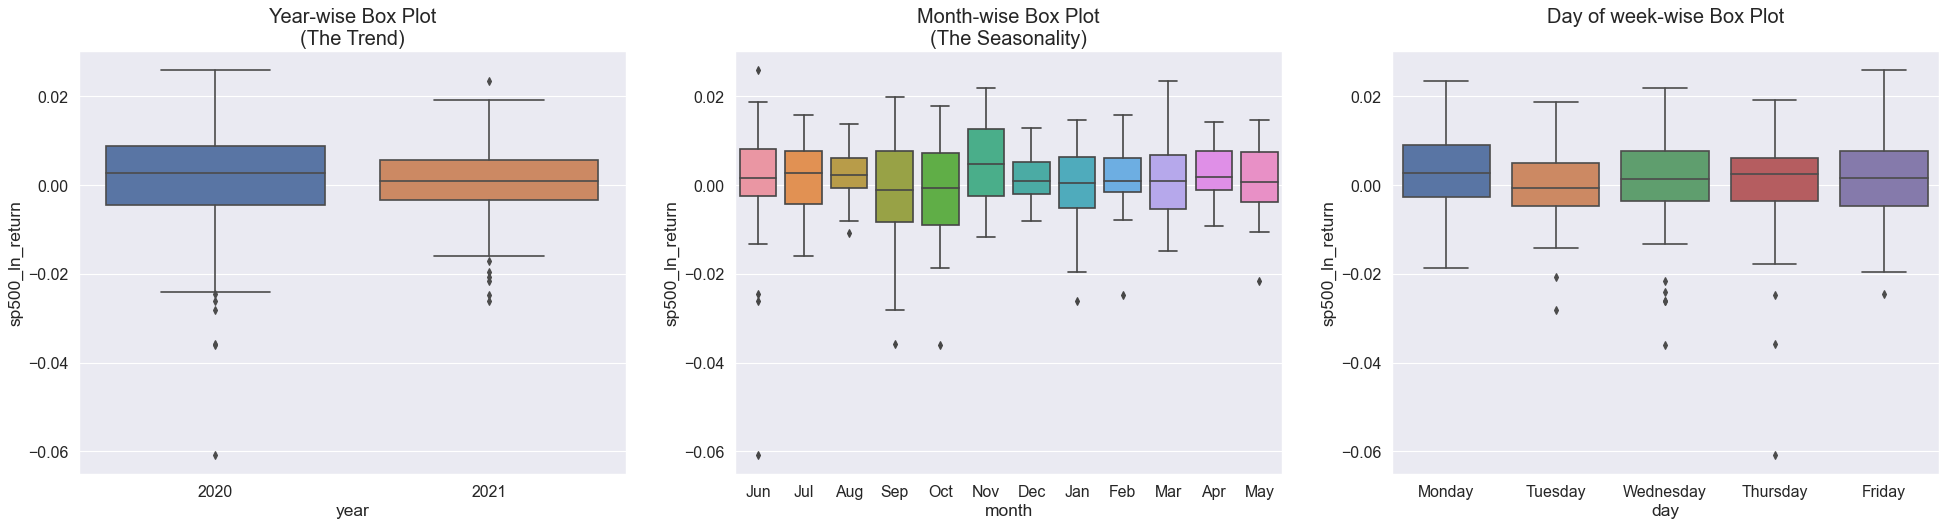 Year-wise Box Plot
(The Trend)
sp500_ln_return
0.02
0.00
−0.02
−0.04
−0.06
2020 2021
year
Month-wise Box Plot
(The Seasonality)
sp500_ln_return
0.02
0.00
−0.02
−0.04
−0.06
Jun Jul Aug Sep Oct Nov Dec Jan Feb Mar Apr May
month
Day of week-wise Box Plot
sp500_ln_return
0.02
0.00
−0.02
−0.04
−0.06
Monday Tuesday Wednesday Thursday Friday
day